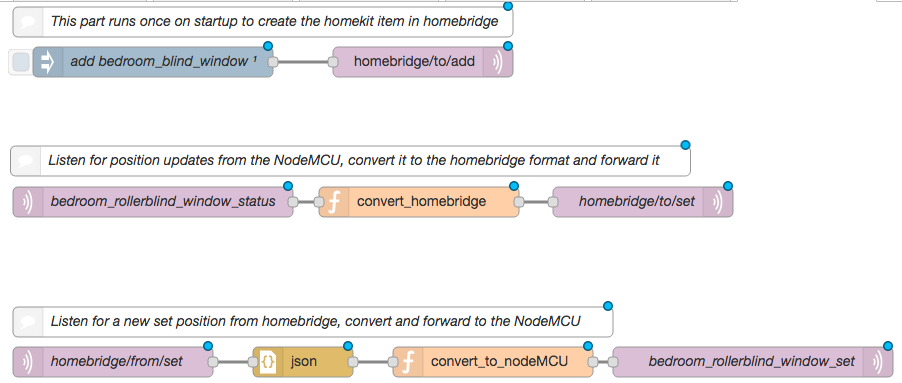 This part runs once on startup to create the homekit item in homebridge
add bedroom_blind_window ¹ homebridge/to/add
Listen for position updates from the NodeMCU, convert it to the homebridge format and forward it
bedroom_rollerblind_window_status convert_homebridge homebridge/to/set
Listen for a new set position from homebridge, convert and forward to the NodeMCU
homebridge/from/set json convert_to_nodeMCU bedroom_rollerblind_window_set